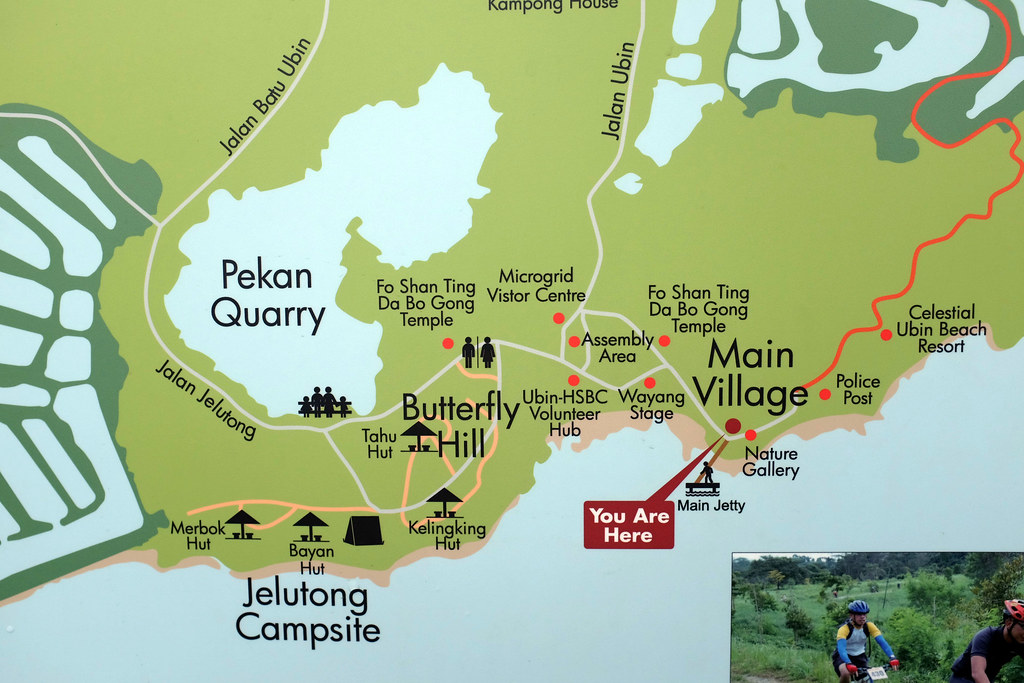 Kampong House
Jalan Batu Ubin
Jalan Ubin
Pekan
Quarry
Fo Shan Ting
Da Bo Gong
Temple
Microgrid
Vistor Centre
Fo Shan Ting
Da Bo Gong
Temple
Assembly
Area
Celestial
Ubin Beach
Resort
Main
Village
Police
Post
Jalan Jelutong
Butterfly
Hill
Ubin-HSBC
Volunteer
Hub
Wayang
Stage
Tahu
Hut
Nature
Gallery
Main Jetty
You Are
Here
Merbok
Hut
Bayan
Hut
Kelingking
Hut
Jelutong
Campsite